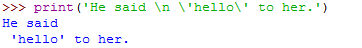 >>> print('He said \n \'hello\' to her.')
He said
 'hello' to her.